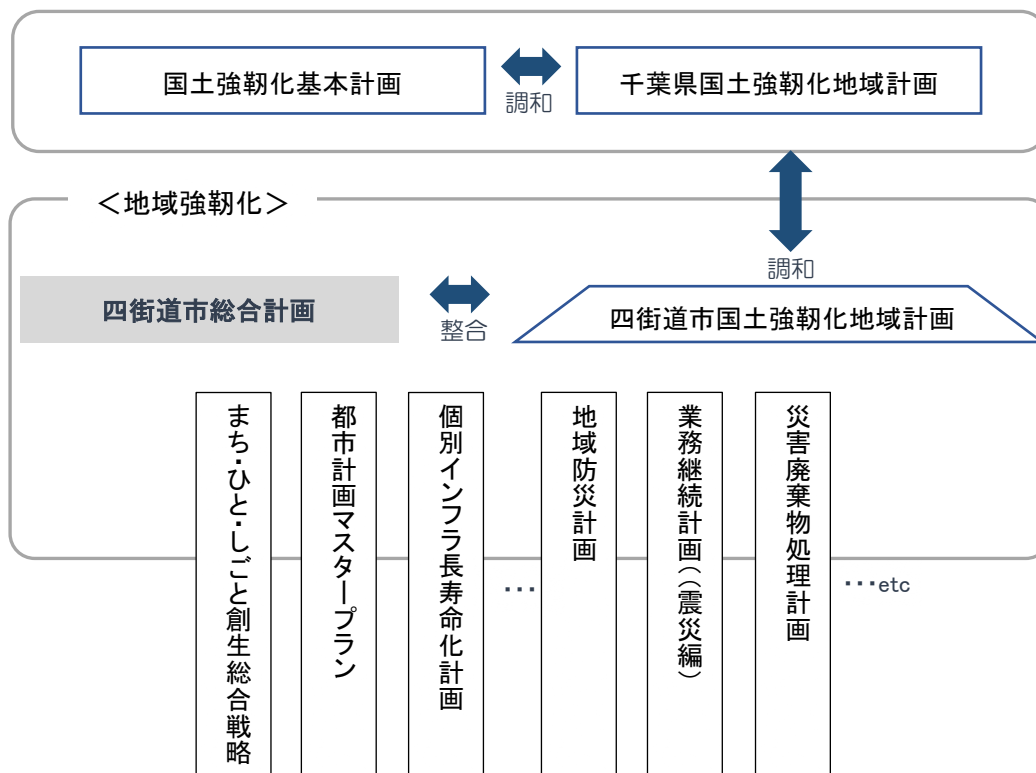 国土強靭化基本計画
調和
千葉県国土強靭化地域計画
＜地域強靭化＞
調和
四街道市総合計画
整合
四街道市国土強靭化地域計画
まち・ひと・しごと創生総合戦略
都市計画マスタープラン
個別インフラ長寿命化計画
…
地域防災計画
業務継続計画（（震災編）
災害廃棄物処理計画
…etc